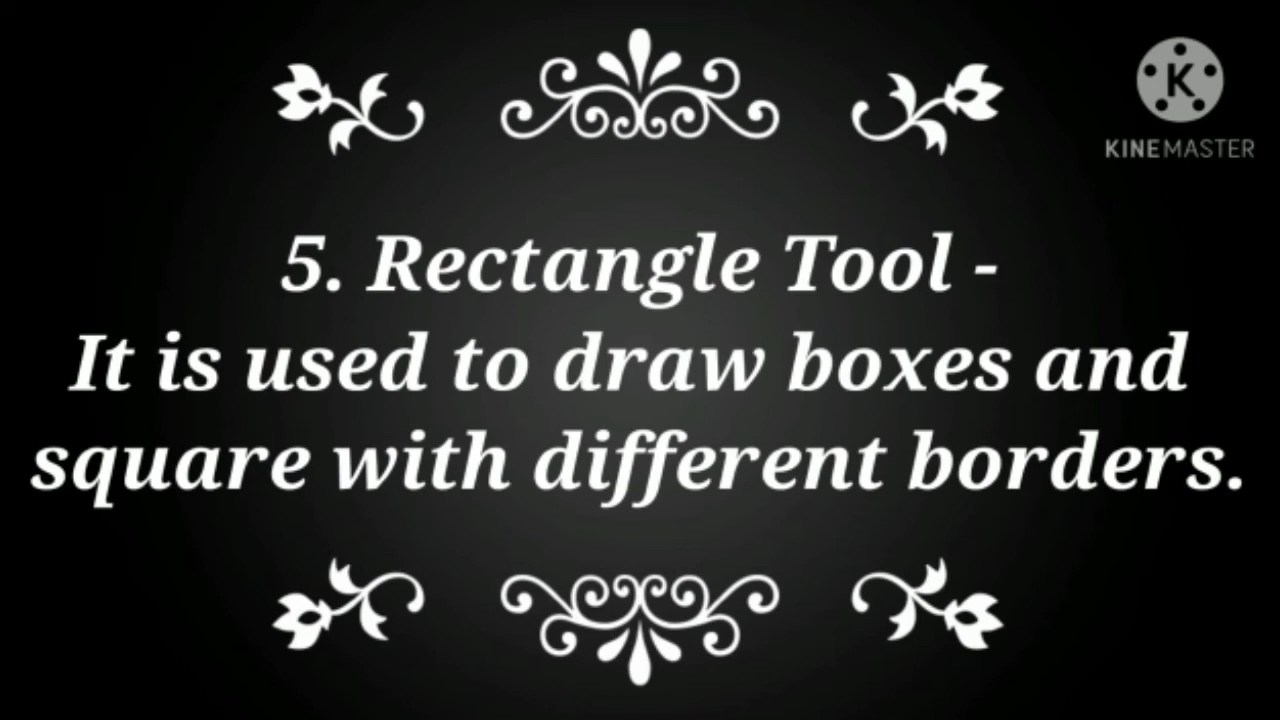 K
KINEMASTER
5. Rectangle Tool -
It is used to draw boxes and
square with different borders.